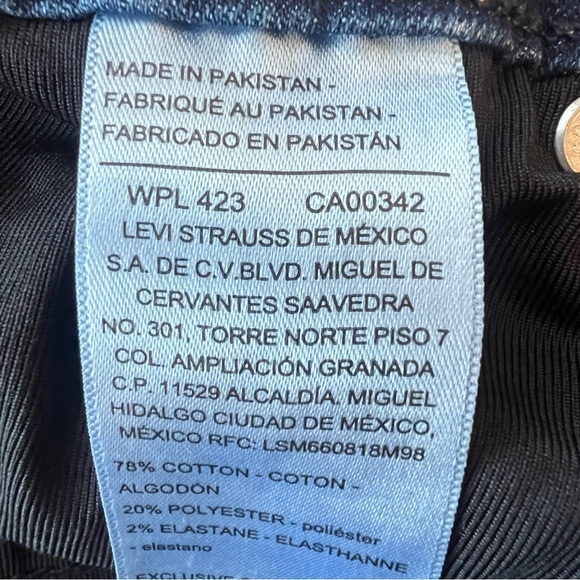 MADE IN PAKISTAN -
FABRIQUÉ AU PAKISTAN -
FABRICADO EN PAKISTÁN
WPL 423 CA00342
LEVI STRAUSS DE MÉXICO
S.A. DE C.V.BLVD. MIGUEL DE
CERVANTES SAAVEDRA
NO. 301, TORRE NORTE PISO 7
COL. AMPLIACIÓN GRANADA
C.P. 11529 ALCALDÍA. MIGUEL
HIDALGO CIUDAD DE MÉXICO,
MÉXICO RFC: LSM660818M98
78% COTTON - COTON -
ALGODÓN
20% POLYESTER - poliéster
2% ELASTANE - ELASTHANNE
- elastano
EXCLUSIVE